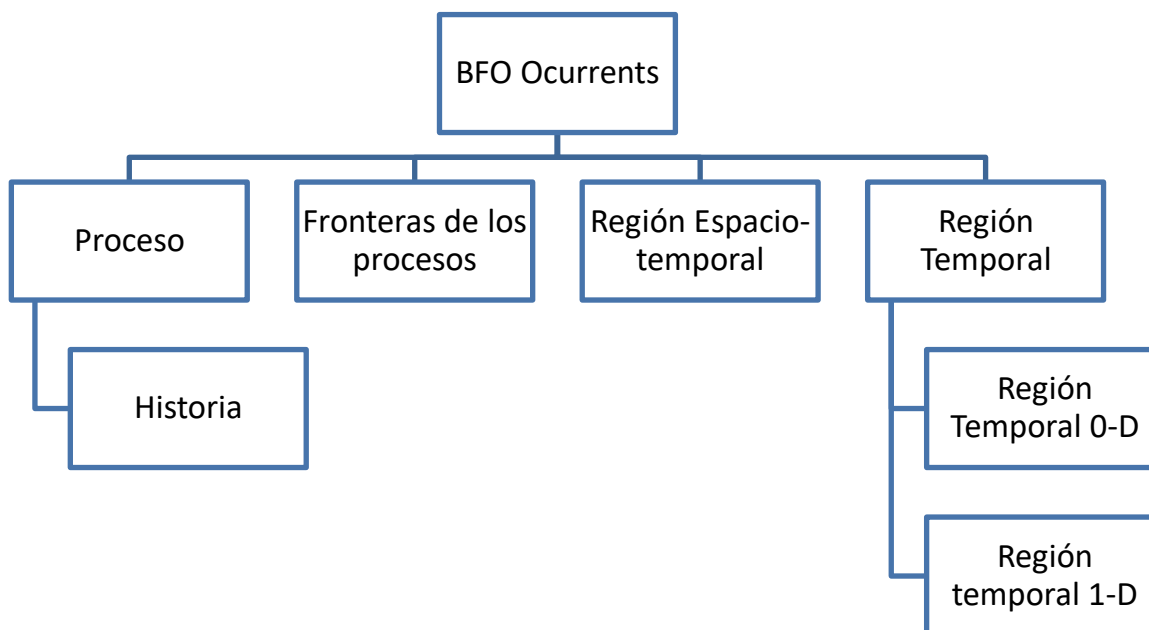 BFO Ocurrents
Proceso
Fronteras de los
procesos
Región Espacio-
temporal
Región
Temporal
Historia
Región
Temporal 0-D
Región
temporal 1-D